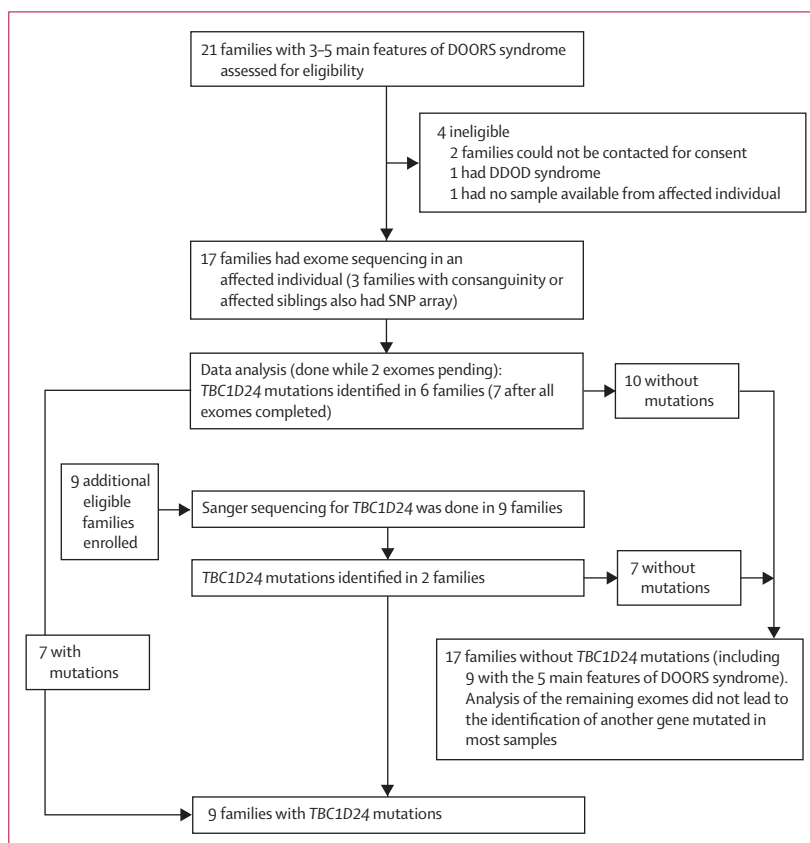 21 families with 3–5 main features of DOORS syndrome
assessed for eligibility
4 ineligible
2 families could not be contacted for consent
1 had DDOD syndrome
1 had no sample available from affected individual
17 families had exome sequencing in an
affected individual (3 families with consanguinity or
affected siblings also had SNP array)
Data analysis (done while 2 exomes pending):
TBC1D24 mutations identified in 6 families (7 after all
exomes completed)
10 without
mutations
9 additional
eligible
families
enrolled
Sanger sequencing for TBC1D24 was done in 9 families
TBC1D24 mutations identified in 2 families
7 without
mutations
7 with
mutations
17 families without TBC1D24 mutations (including
9 with the 5 main features of DOORS syndrome).
Analysis of the remaining exomes did not lead to
the identification of another gene mutated in
most samples
9 families with TBC1D24 mutations